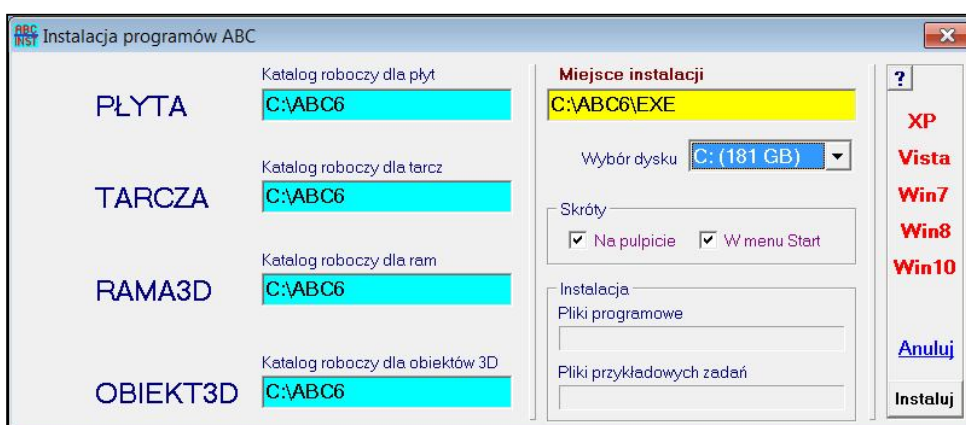 ABC
INST
Instalacja programów ABC
PŁYTA
Katalog roboczy dla płyt
C:\ABC6
TARCZA
Katalog roboczy dla tarcz
C:\ABC6
RAMA3D
Katalog roboczy dla ram
C:\ABC6
OBIEKT3D
Katalog roboczy dla obiektów 3D
C:\ABC6
Miejsce instalacji
C:\ABC6\EXE
Wybór dysku C: (181 GB)
Skróty
Na pulpicie W menu Start
Instalacja
Pliki programowe
Pliki przykładowych zadań
?
XP
Vista
Win7
Win8
Win10
Anuluj
Instaluj